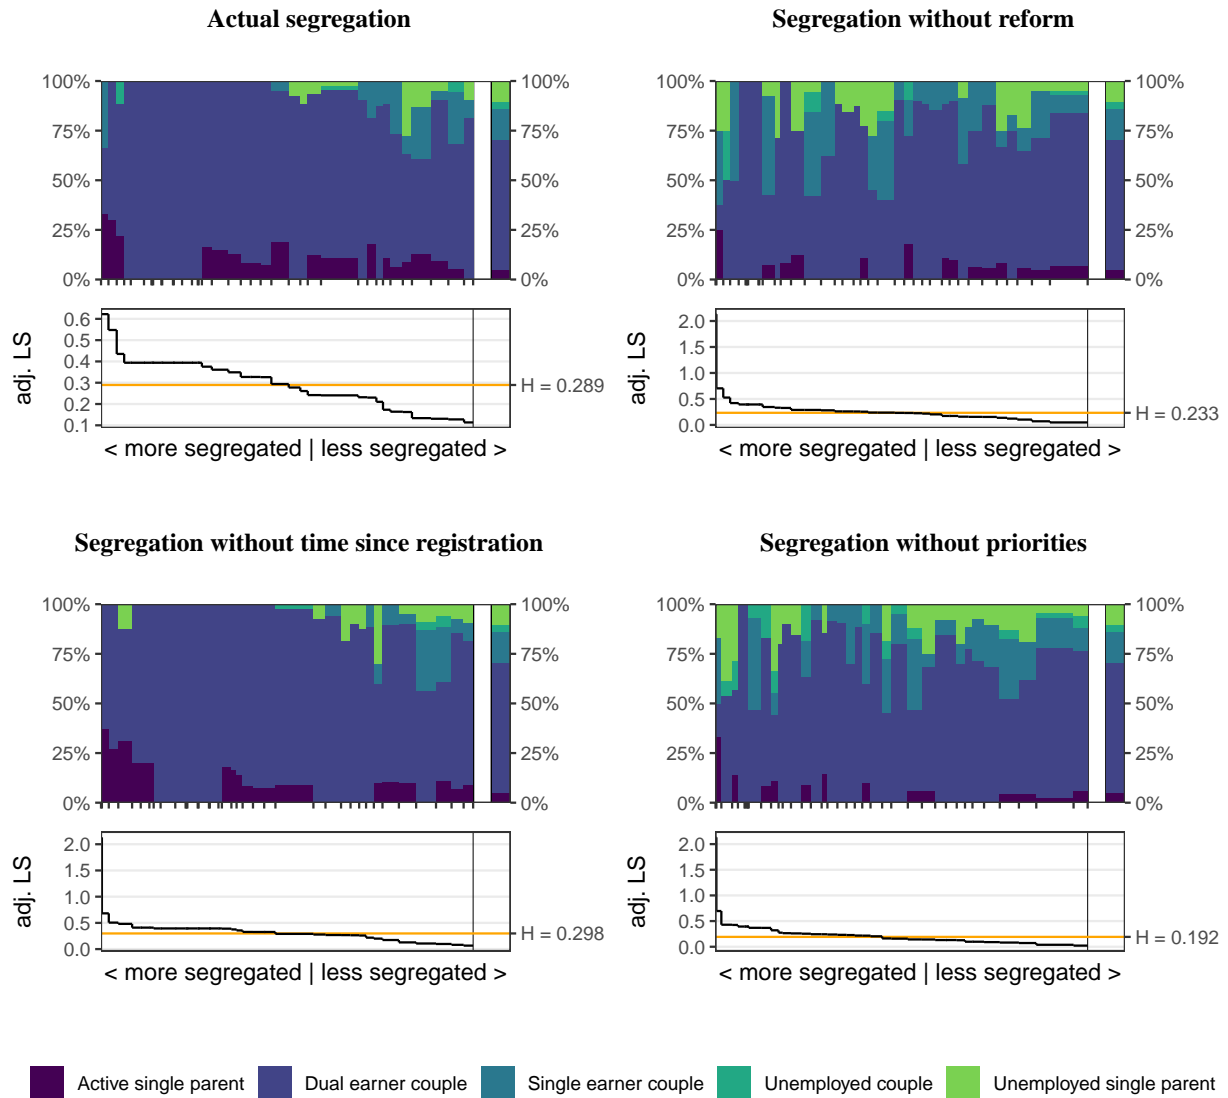 Actual segregation
100%
75%
50%
25%
0%
100%
75%
50%
25%
0%
adj. LS
0.6
0.5
0.4
0.3
0.2
0.1
H = 0.289
< more segregated | less segregated >
Segregation without reform
100%
75%
50%
25%
0%
100%
75%
50%
25%
0%
adj. LS
2.0
1.5
1.0
0.5
0.0
H = 0.233
< more segregated | less segregated >
Segregation without time since registration
100%
75%
50%
25%
0%
100%
75%
50%
25%
0%
adj. LS
2.0
1.5
1.0
0.5
0.0
H = 0.298
< more segregated | less segregated >
Segregation without priorities
100%
75%
50%
25%
0%
100%
75%
50%
25%
0%
adj. LS
2.0
1.5
1.0
0.5
0.0
H = 0.192
< more segregated | less segregated >
Active single parent
Dual earner couple
Single earner couple
Unemployed couple
Unemployed single parent